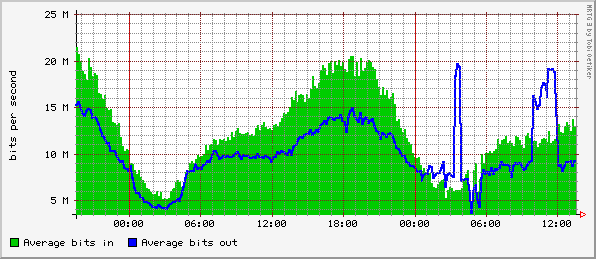 25 M
20 M
15 M
10 M
5 M
bits per second
MRTG 3 by Tobi Oetiker
00:00 06:00 12:00 18:00 00:00 06:00 12:00
Average bits in Average bits out